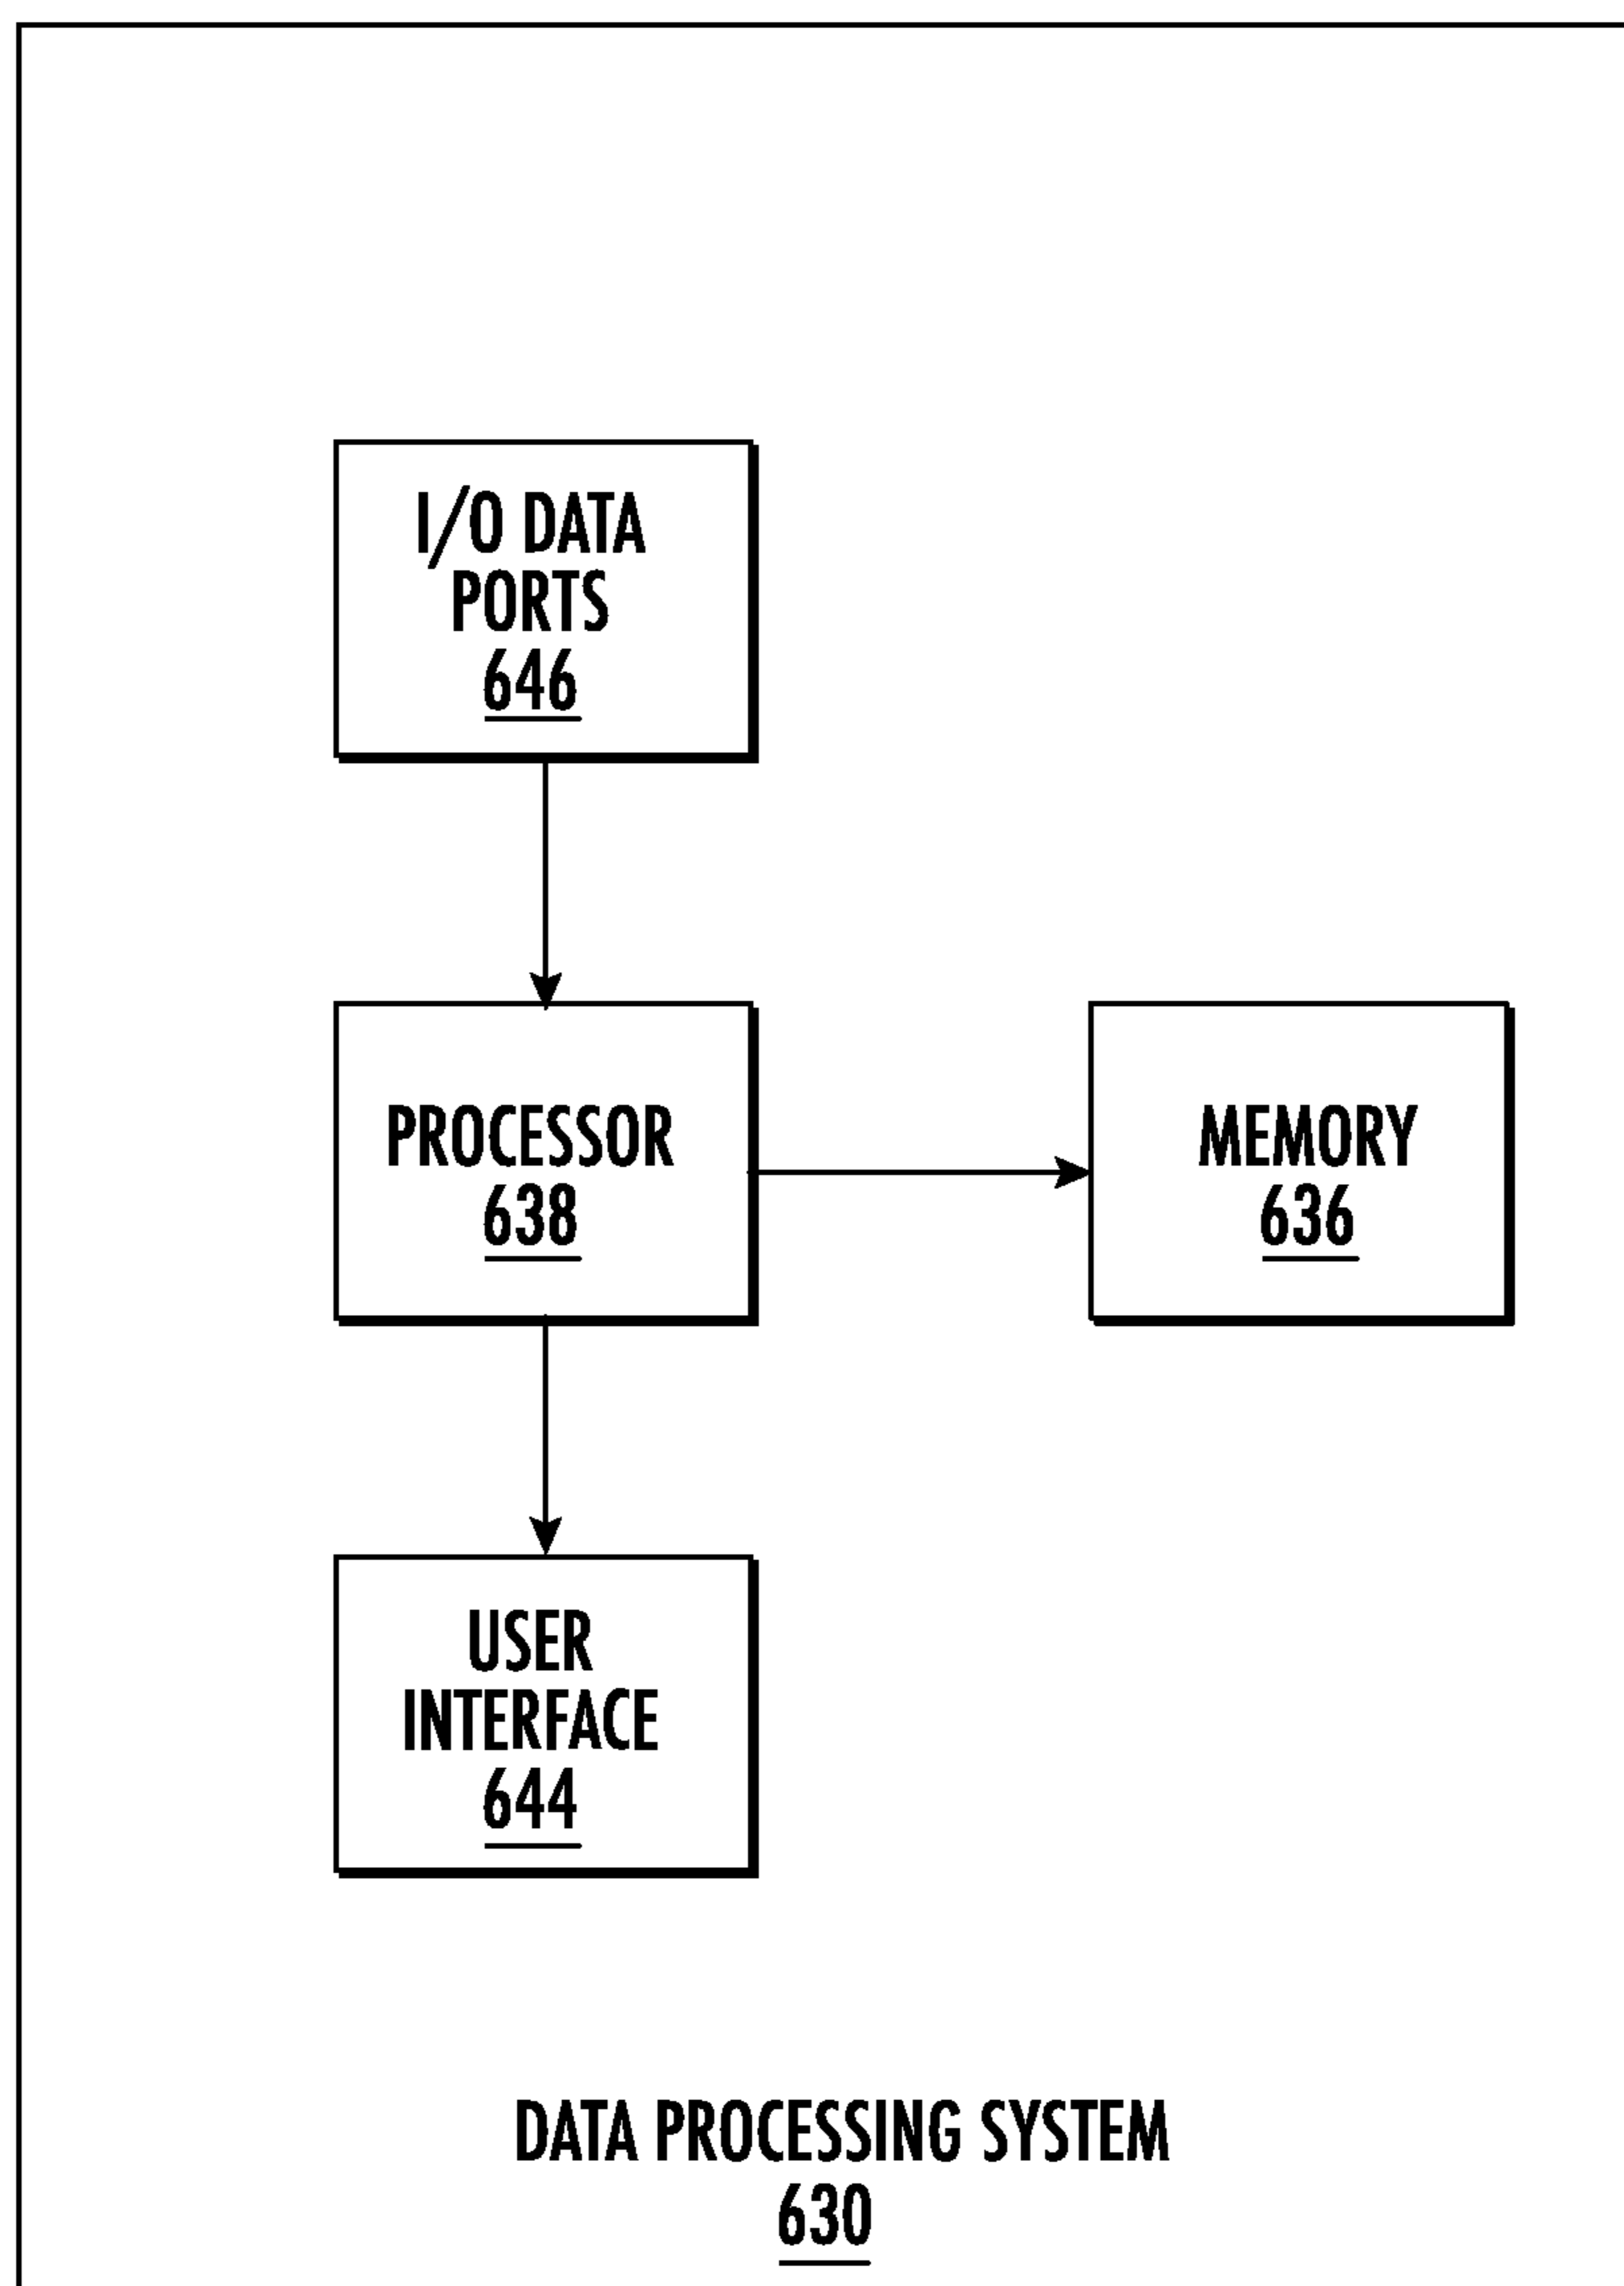 I/O DATA
PORTS
646
PROCESSOR
638
MEMORY
636
USER
INTERFACE
644
DATA PROCESSING SYSTEM
630